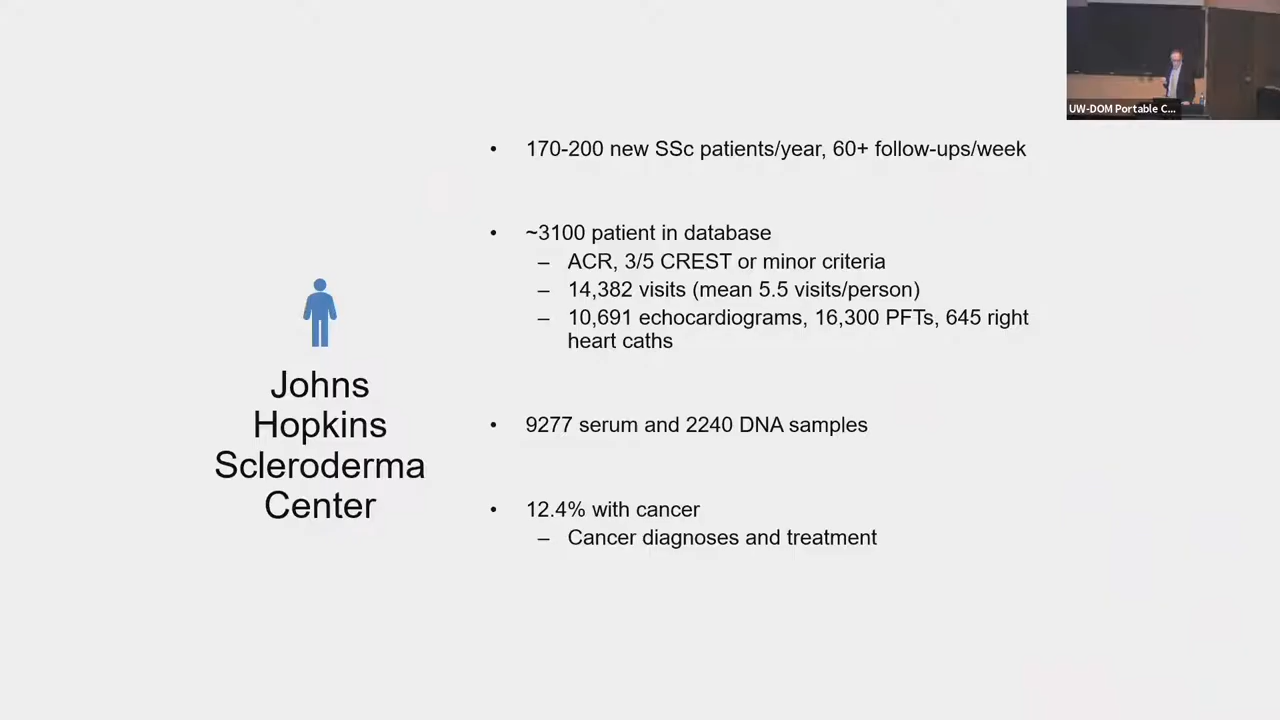 UW-DOM Portable C...
Johns
Hopkins
Scleroderma
Center
• 170-200 new SSc patients/year, 60+ follow-ups/week
• ~3100 patient in database
– ACR, 3/5 CREST or minor criteria
– 14,382 visits (mean 5.5 visits/person)
– 10,691 echocardiograms, 16,300 PFTs, 645 right
heart caths
• 9277 serum and 2240 DNA samples
• 12.4% with cancer
– Cancer diagnoses and treatment